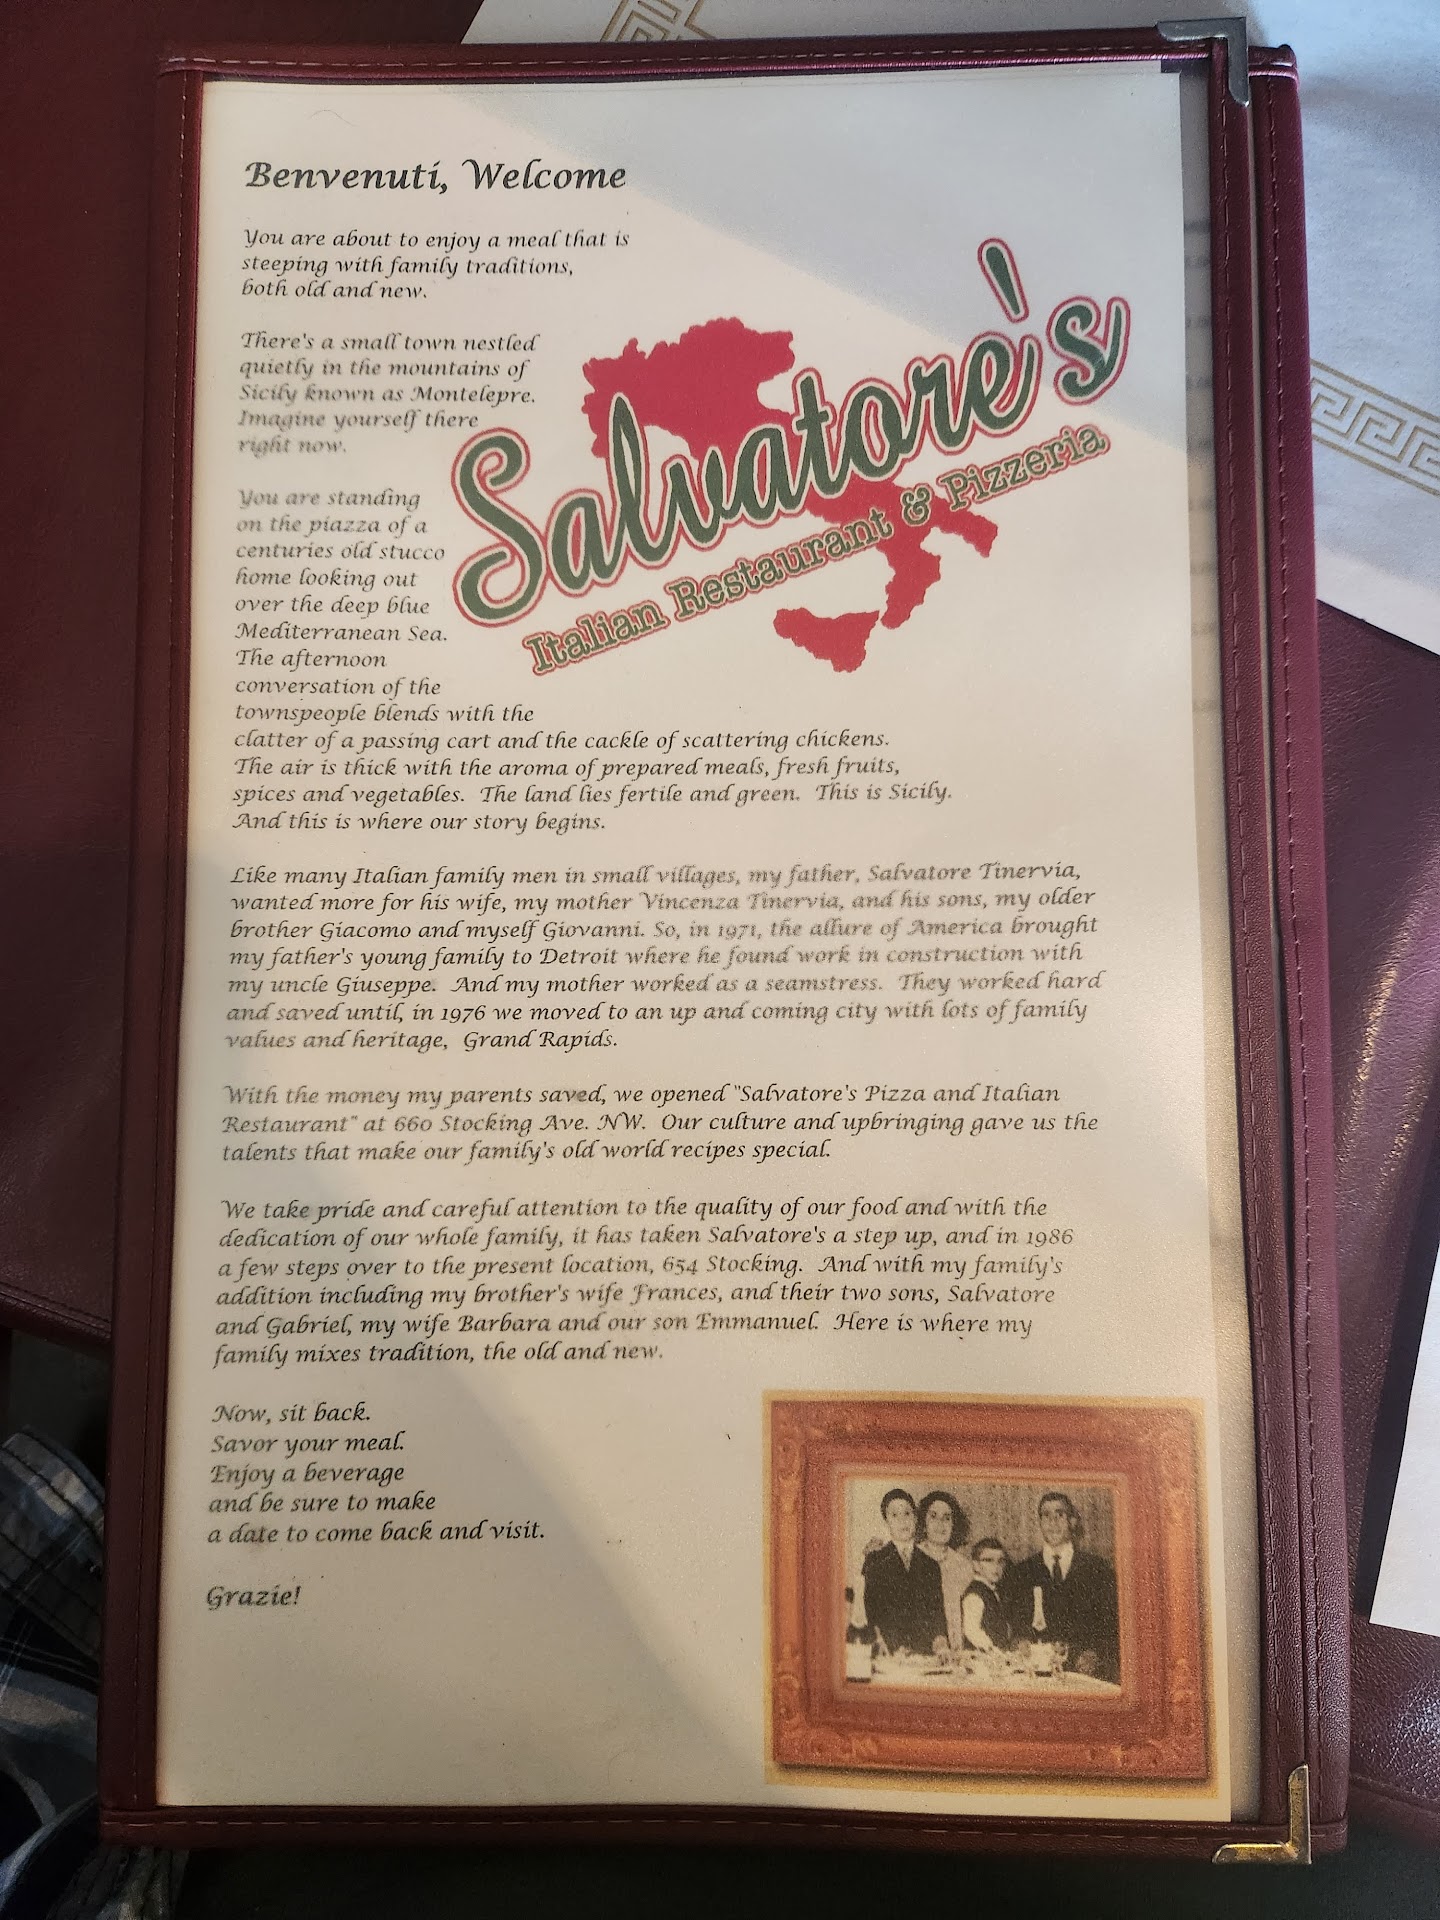 Benvenuti, Welcome
You are about to enjoy a meal that is
steeping with family traditions,
both old and new.
There's a small town nestled
quietly in the mountains of
Sicily known as Montelepre.
Imagine yourself there
right now.
Salvatore's
Italian Restaurant & Pizzeria
You are standing
on the piazza of a
centuries old stucco
home looking out
over the deep blue
Mediterranean Sea.
The afternoon
conversation of the
townspeople blends with the
clatter of a passing cart and the cackle of scattering chickens.
The air is thick with the aroma of prepared meals, fresh fruits,
spices and vegetables. The land lies fertile and green. This is Sicily.
And this is where our story begins.
Like many Italian family men in small villages, my father, Salvatore Tinervia,
wanted more for his wife, my mother Vincenza Tinervia, and his sons, my older
brother Giacomo and myself Giovanni. So, in 1971, the allure of America brought
my father's young family to Detroit where he found work in construction with
my uncle Giuseppe. And my mother worked as a seamstress. They worked hard
and saved until, in 1976 we moved to an up and coming city with lots of family
values and heritage, Grand Rapids.
With the money my parents saved, we opened "Salvatore's Pizza and Italian
Restaurant" at 660 Stocking Ave. NW. Our culture and upbringing gave us the
talents that make our family's old world recipes special.
We take pride and careful attention to the quality of our food and with the
dedication of our whole family, it has taken Salvatore's a step up, and in 1986
a few steps over to the present location, 654 Stocking. And with my family's
addition including my brother's wife Frances, and their two sons, Salvatore
and Gabriel, my wife Barbara and our son Emmanuel. Here is where my
family mixes tradition, the old and new.
Now, sit back.
Savor your meal.
Enjoy a beverage
and be sure to make
a date to come back and visit.
Grazie!